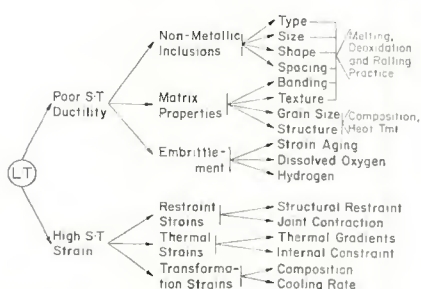 LT
Poor S-T
Ductility
High S-T
Strain
Non-Metallic
Inclusions
Matrix
Properties
Embrittle-
ment
Restraint
Strains
Thermal
Strains
Transforma-
tion Strains
Type
Size
Shape
Spacing
Banding
Texture
Grain Size
Structure
Strain Aging
Dissolved Oxygen
Hydrogen
Structural Restraint
Joint Contraction
Thermal Gradients
Internal Constraint
Composition
Cooling Rate
Melting,
Deoxidation
and Rolling
Practice
Composition,
Heat Tmt